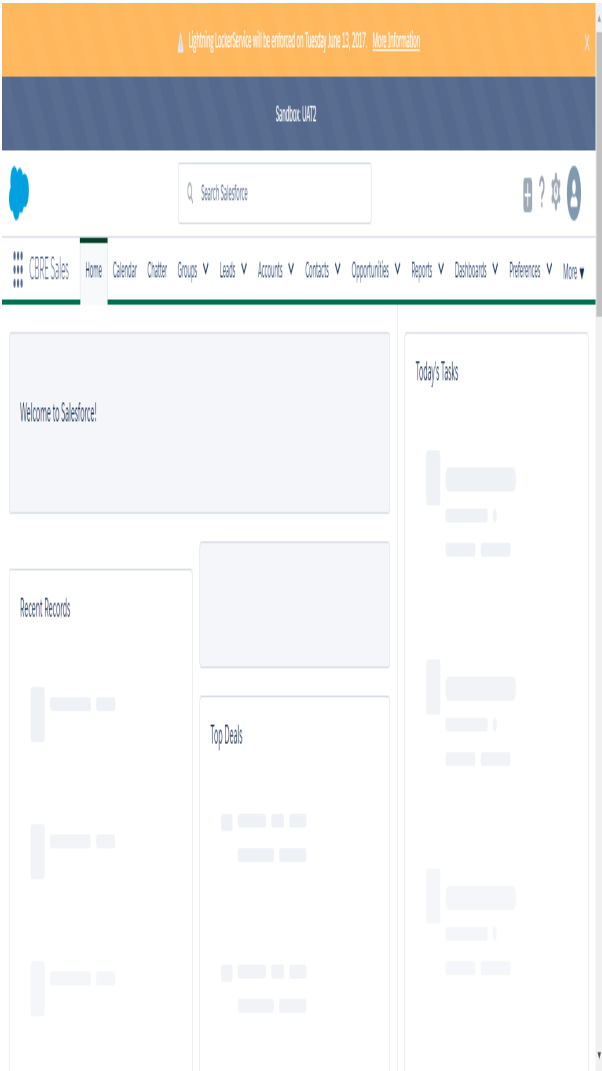 Lightning LockerService will be enforced on Tuesday June 13, 2017. More Information
Sandbox: UAT2
Search Salesforce
CBRE Sales Home Calendar Chatter Groups Leads Accounts Contacts Opportunities Reports Dashboards Preferences More
Welcome to Salesforce!
Today's Tasks
Recent Records
Top Deals